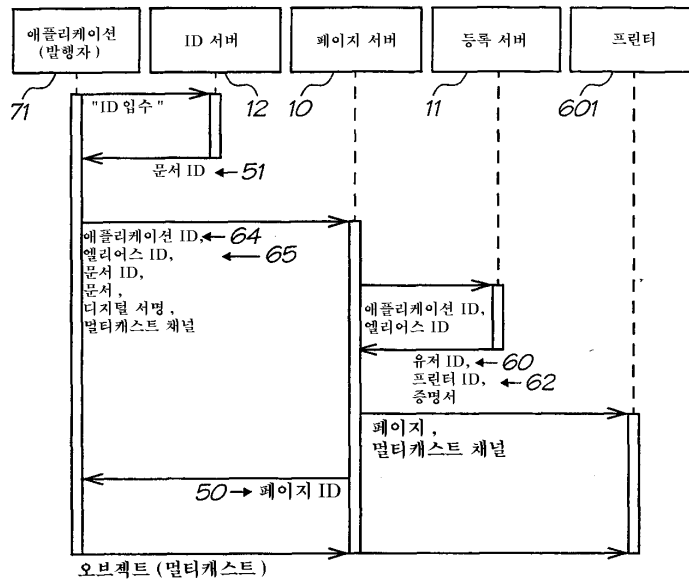 애플리케이션
(발행자)
ID 서버
페이지 서버
등록 서버
프린터
71
12
10
11
601
"ID 입수"
문서 ID
51
애플리케이션 ID,
64
엘리어스 ID,
65
문서 ID,
문서,
디지털 서명,
멀티캐스트 채널
애플리케이션 ID,
엘리어스 ID
유저 ID,
60
프린터 ID,
62
증명서
페이지,
멀티캐스트 채널
50
페이지 ID
오브젝트 (멀티캐스트)